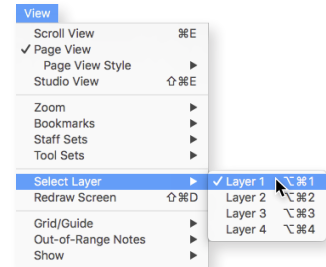 View
Scroll View ⌘E
✓ Page View
Page View Style ▶
Studio View ⇧⌘E
Zoom ▶
Bookmarks ▶
Staff Sets ▶
Tool Sets ▶
Select Layer ▶
✓ Layer 1 ⌥⌘1
Redraw Screen ⇧⌘D
Layer 2 ⌥⌘2
Layer 3 ⌥⌘3
Grid/Guide ▶
Layer 4 ⌥⌘4
Out-of-Range Notes ▶
Show ▶